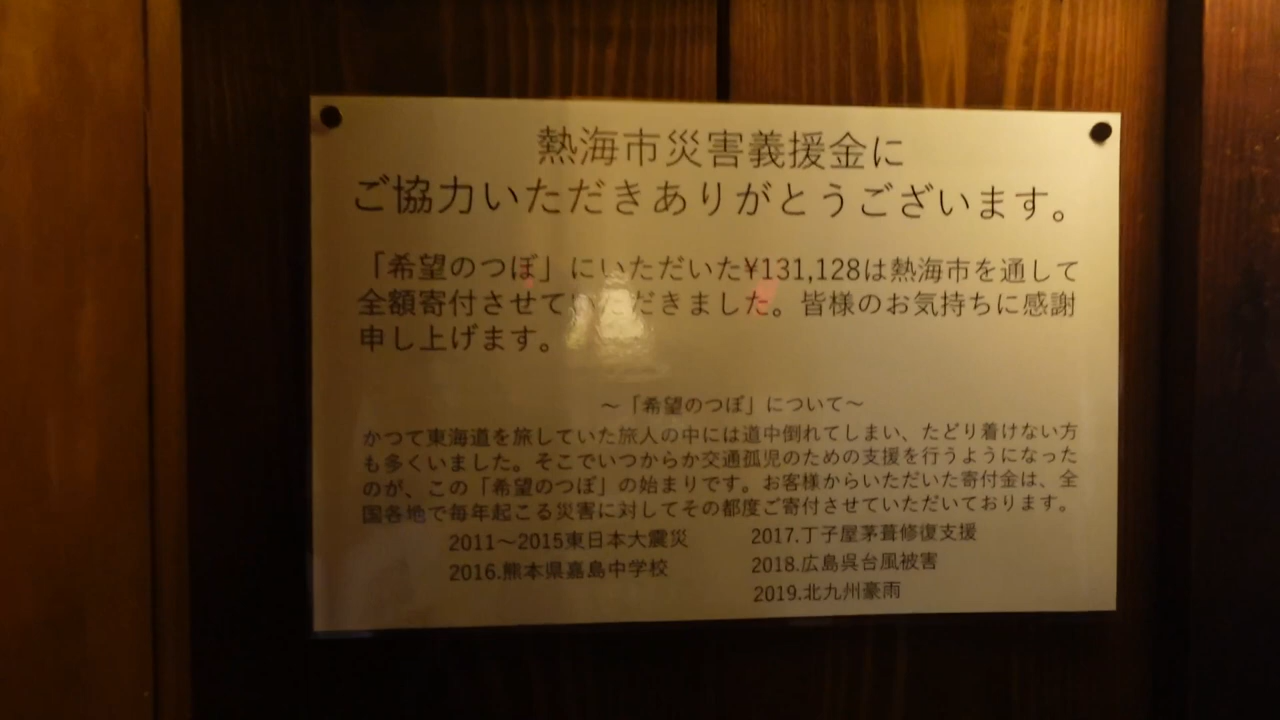 熱海市災害義援金に
ご協力いただきありがとうございます。
「希望のつぼ」にいただいた¥131,128は熱海市を通して
全額寄付させていただきました。皆様のお気持ちに感謝
申し上げます。
～「希望のつぼ」について～
かつて東海道を旅していた旅人の中には道中倒れてしまい、たどり着けない方
も多くいました。そこでいつからか交通孤児のための支援を行うようになった
のが、この「希望のつぼ」の始まりです。お客様からいただいた寄付金は、全
国各地で毎年起こる災害に対してその都度ご寄付させていただいております。
2011～2015東日本大震災
2016.熊本県嘉島中学校
2017.丁子屋茅葺修復支援
2018.広島呉台風被害
2019.北九州豪雨